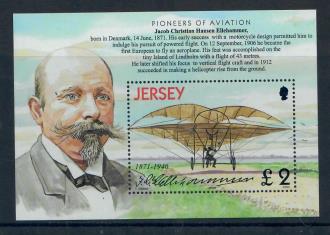 PIONEERS OF AVIATION
Jacob Christian Hansen Ellehammer,
born in Denmark, 14 June, 1871. His early success with a motorcycle design permitted him to
indulge his pursuit of powered flight. On 12 September, 1906 he became the
first European to fly an aeroplane. His feat was accomplished on the
tiny Island of Lindholm with a flight of 43 metres.
He later shifted his focus to vertical flight craft and in 1912
succeeded in making a helicopter rise from the ground.
JERSEY
1871-1946
J.C.Ellehammer
£2